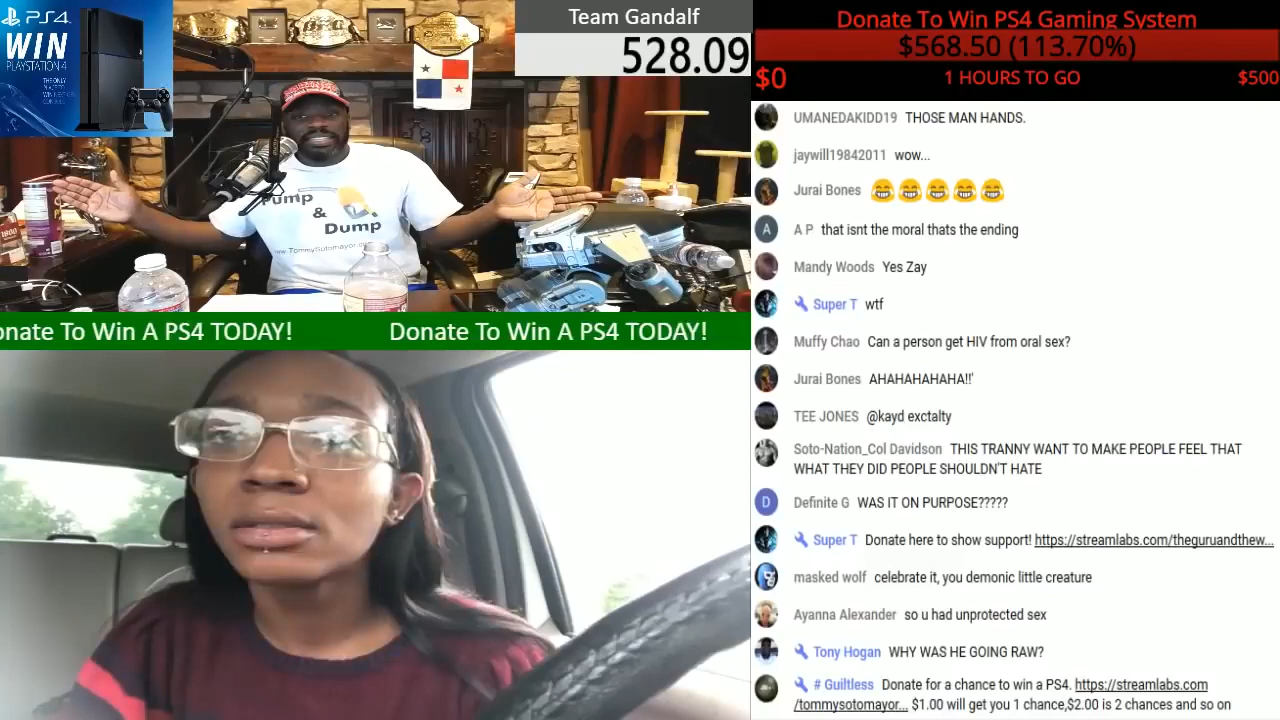 PS4
WIN
PLAYSTATION 4
THE ONLY
Team Gandalf
528.09
Pump
&
Dump
www.TommySotomayor.
1800
onate To Win A PS4 TODAY!
Donate To Win A PS4 TODAY!
Donate To Win PS4 Gaming System
$568.50 (113.70%)
$0 1 HOURS TO GO $500
UMANEDAKIDD19 THOSE MAN HANDS.
jaywill19842011 wow...
Jurai Bones 😂😂😂😂😂
A A P that isnt the moral thats the ending
Mandy Woods Yes Zay
Super T wtf
Muffy Chao Can a person get HIV from oral sex?
Jurai Bones AHAHAHAHAHA!!'
TEE JONES @kayd exctalty
Soto-Nation_Col Davidson THIS TRANNY WANT TO MAKE PEOPLE FEEL THAT
WHAT THEY DID PEOPLE SHOULDN'T HATE
D Definite G WAS IT ON PURPOSE?????
Super T Donate here to show support! https://streamlabs.com/theguruandthew...
masked wolf celebrate it, you demonic little creature
Ayanna Alexander so u had unprotected sex
Tony Hogan WHY WAS HE GOING RAW?
# Guiltless Donate for a chance to win a PS4. https://streamlabs.com
/tommysotomayor... $1.00 will get you 1 chance,$2.00 is 2 chances and so on